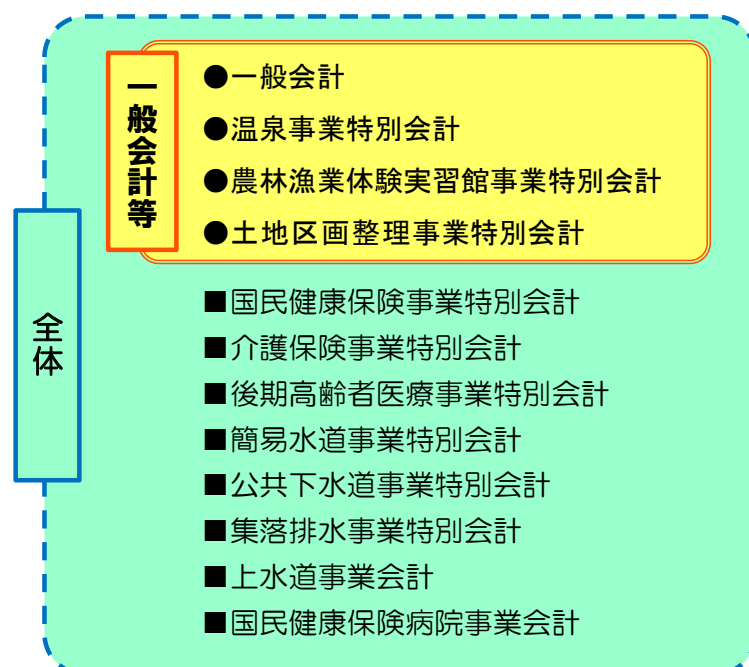 一般会計等
●一般会計
●温泉事業特別会計
●農林漁業体験実習館事業特別会計
●土地区画整理事業特別会計
全体
■国民健康保険事業特別会計
■介護保険事業特別会計
■後期高齢者医療事業特別会計
■簡易水道事業特別会計
■公共下水道事業特別会計
■集落排水事業特別会計
■上水道事業会計
■国民健康保険病院事業会計